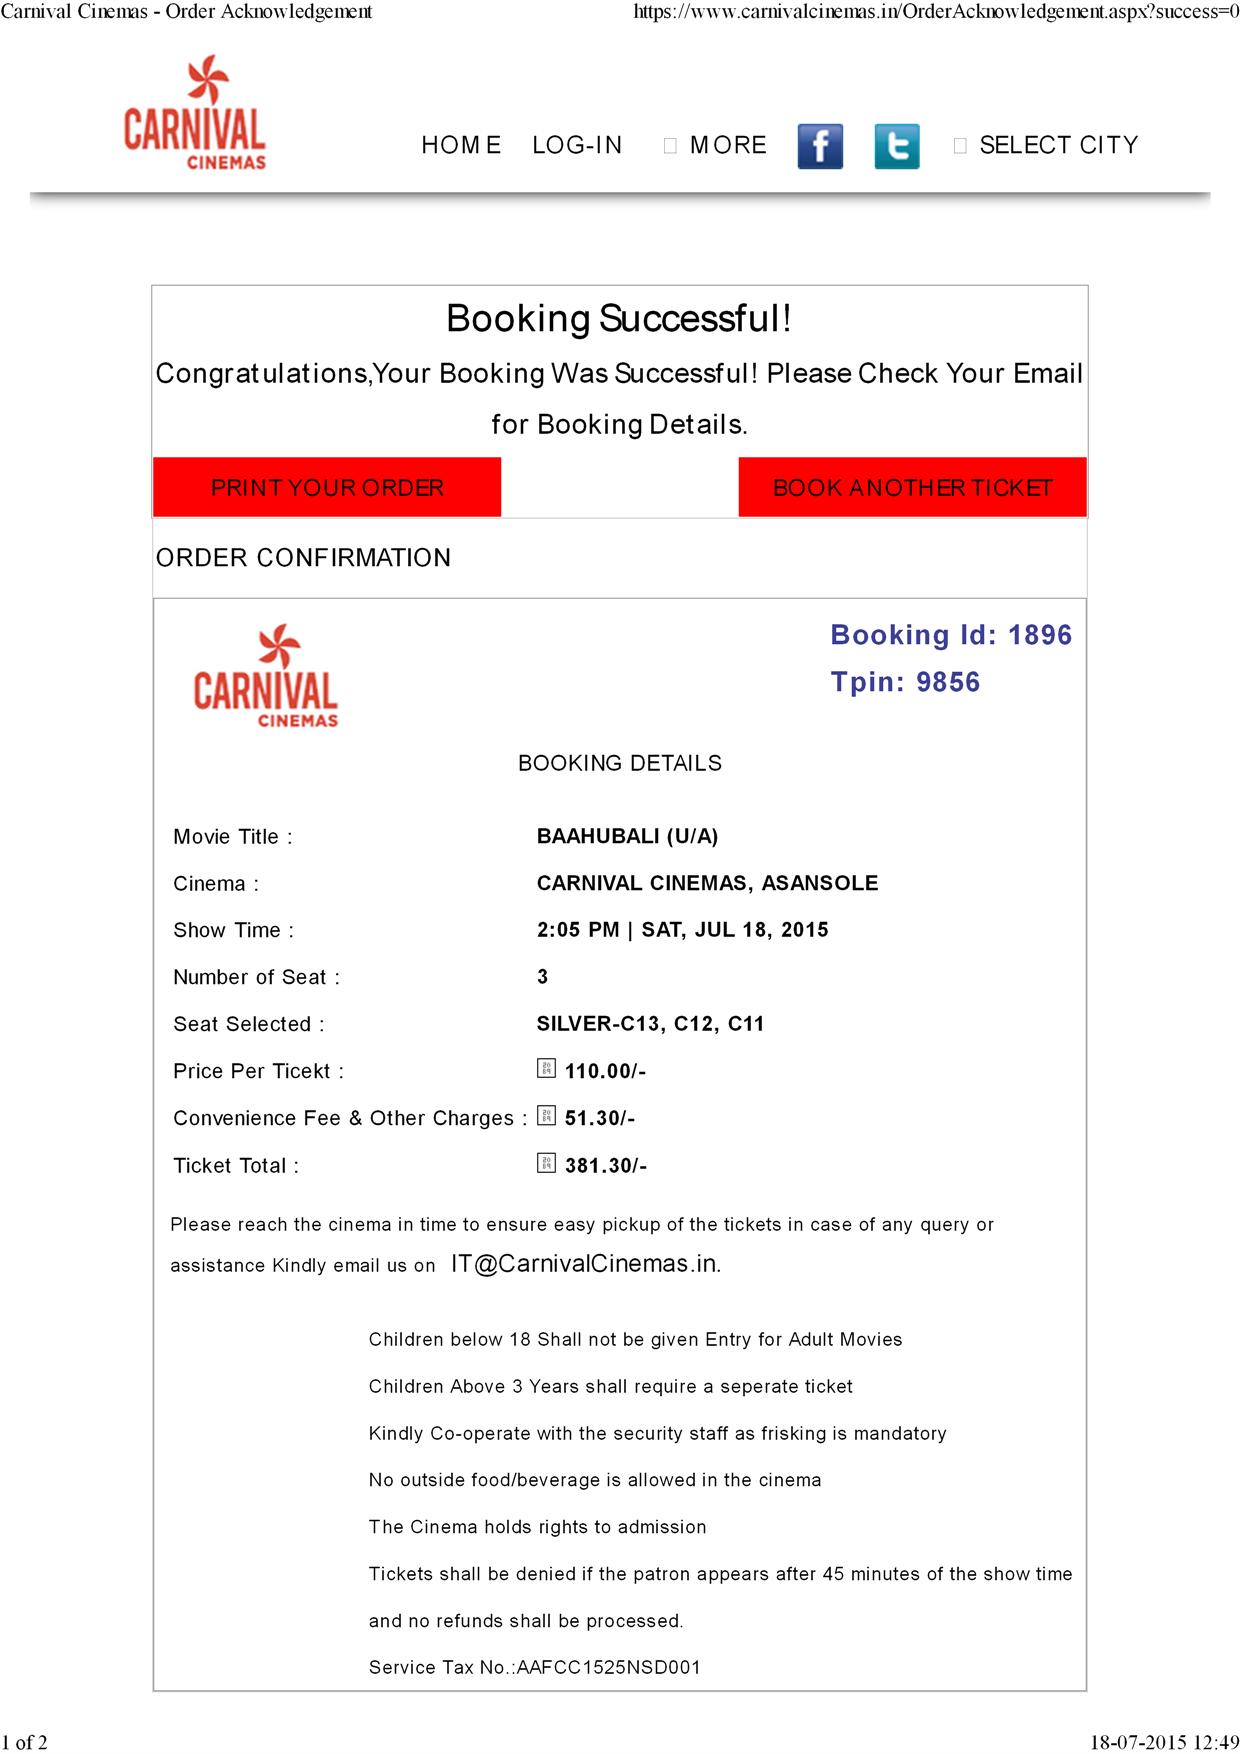 Carnival Cinemas - Order Acknowledgement https://www.carnivalcinemas.in/OrderAcknowledgement.aspx?success=0
CARNIVAL
CINEMAS
HOME LOG-IN MORE f t SELECT CITY
Booking Successful!
Congratulations,Your Booking Was Successful! Please Check Your Email
for Booking Details.
PRINT YOUR ORDER BOOK ANOTHER TICKET
ORDER CONFIRMATION
CARNIVAL
CINEMAS
Booking Id: 1896
Tpin: 9856
BOOKING DETAILS
Movie Title : BAAHUBALI (U/A)
Cinema : CARNIVAL CINEMAS, ASANSOLE
Show Time : 2:05 PM | SAT, JUL 18, 2015
Number of Seat : 3
Seat Selected : SILVER-C13, C12, C11
Price Per Ticekt : 110.00/-
Convenience Fee & Other Charges : 51.30/-
Ticket Total : 381.30/-
Please reach the cinema in time to ensure easy pickup of the tickets in case of any query or
assistance Kindly email us on IT@CarnivalCinemas.in.
Children below 18 Shall not be given Entry for Adult Movies
Children Above 3 Years shall require a seperate ticket
Kindly Co-operate with the security staff as frisking is mandatory
No outside food/beverage is allowed in the cinema
The Cinema holds rights to admission
Tickets shall be denied if the patron appears after 45 minutes of the show time
and no refunds shall be processed.
Service Tax No.:AAFCC1525NSD001
1 of 2 18-07-2015 12:49